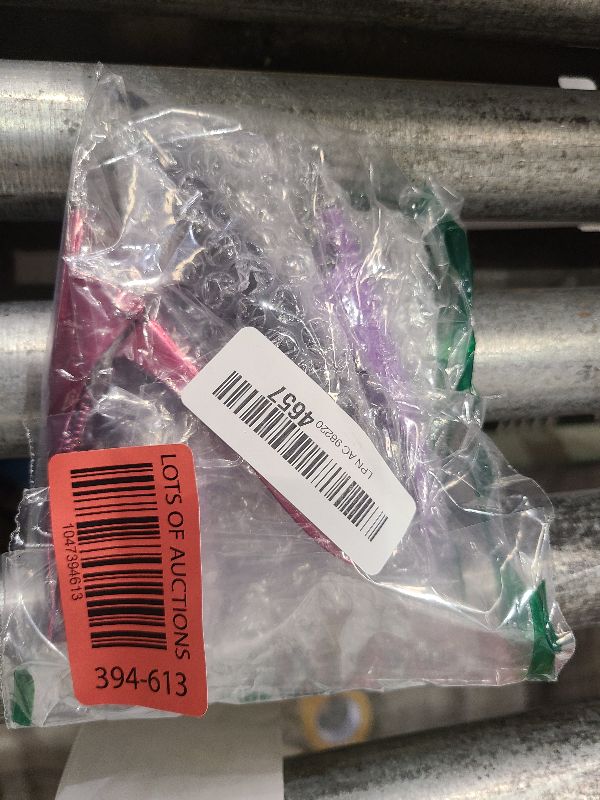 LPN AC 98220 4657
LOTS OF AUCTIONS
1047394613
394-613